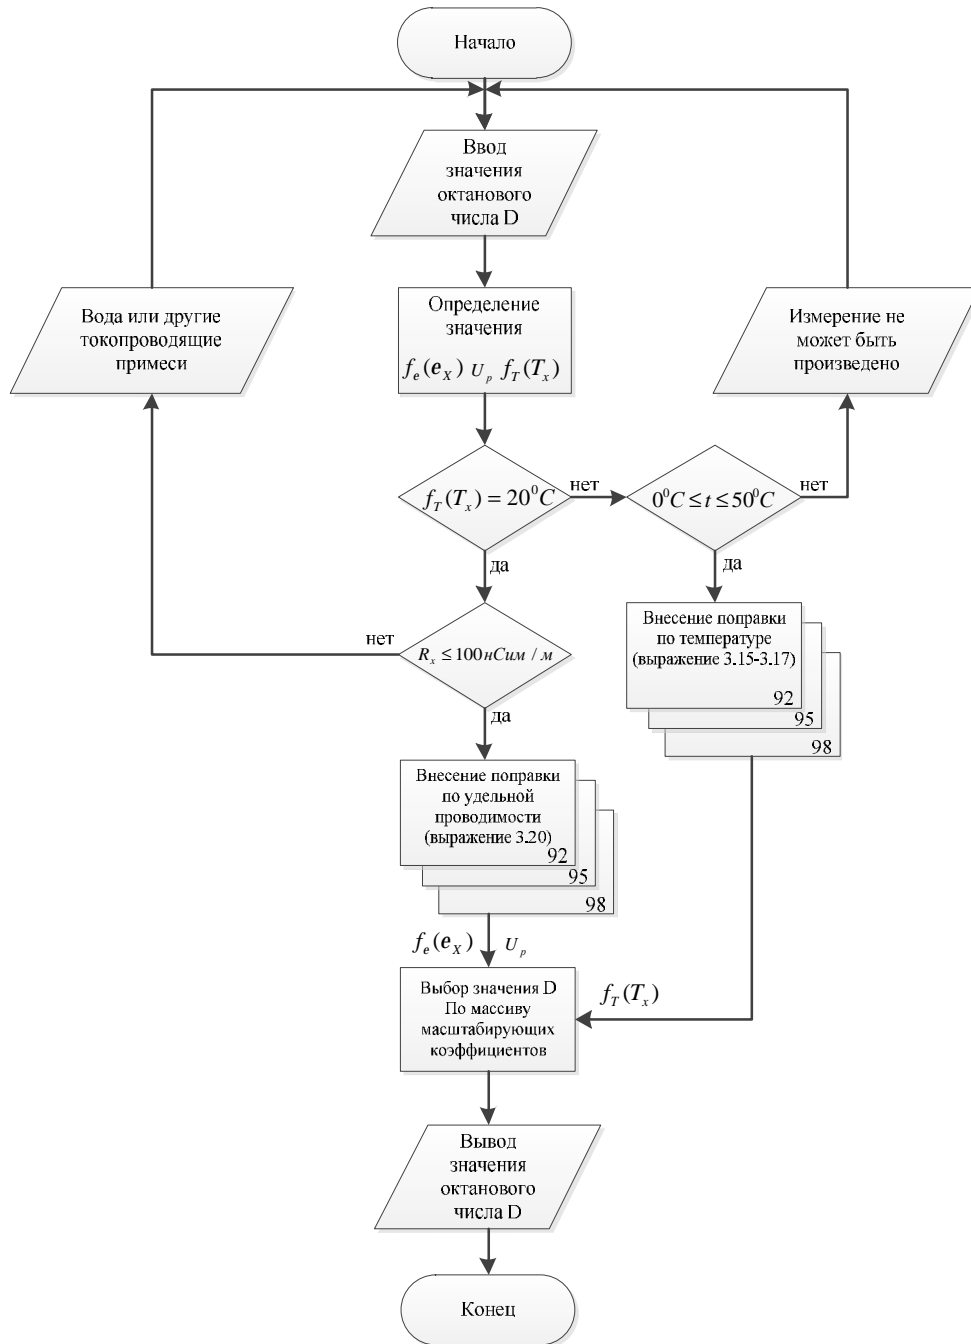 Начало
Ввод
значения
октанового
числа D
Вода или другие
токопроводящие
примеси
Определение
значения
f_e(e_X) U_p f_T(T_x)
Измерение не
может быть
произведено
f_T(T_x) = 20⁰C
нет
0⁰C ≤ t ≤ 50⁰C
нет
да
да
нет
R_x ≤ 100нСим / м
да
Внесение поправки
по температуре
(выражение 3.15-3.17)
92
95
98
Внесение поправки
по удельной
проводимости
(выражение 3.20)
92
95
98
f_e(e_X) U_p
Выбор значения D
По массиву
масштабирующих
коэффициентов
f_T(T_x)
Вывод
значения
октанового
числа D
Конец